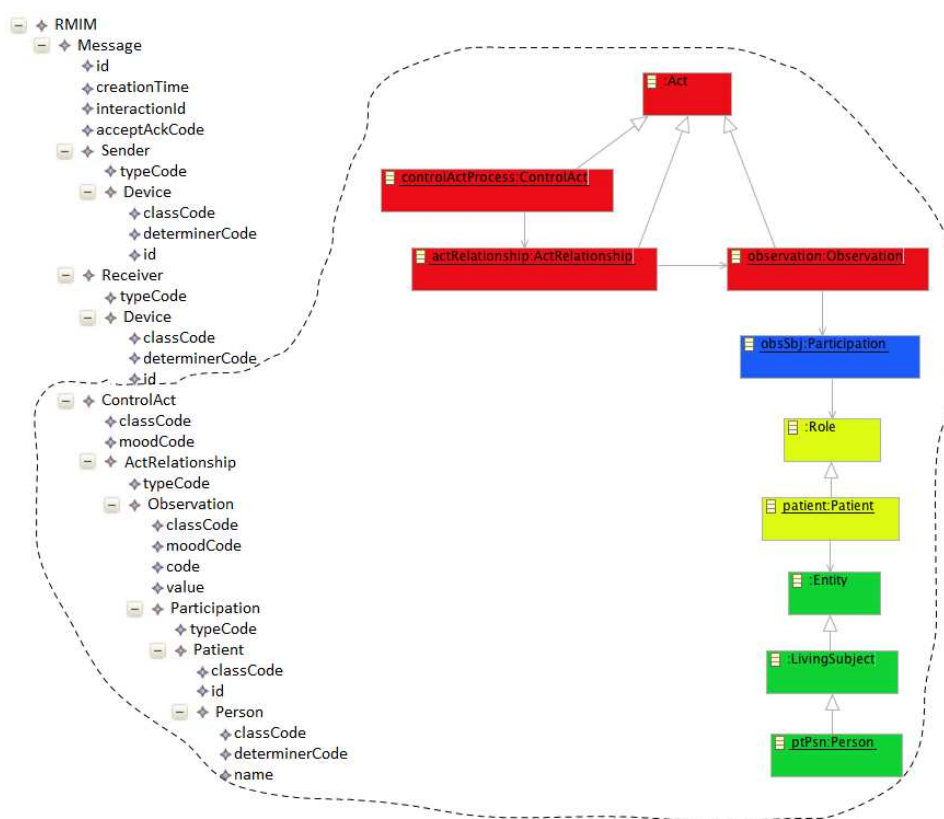 RMIM
Message
id
creationTime
interactionId
acceptAckCode
Sender
typeCode
Device
classCode
determinerCode
id
Receiver
typeCode
Device
classCode
determinerCode
id
ControlAct
classCode
moodCode
ActRelationship
typeCode
Observation
classCode
moodCode
code
value
Participation
typeCode
Patient
classCode
id
Person
classCode
determinerCode
name
:Act
controlActProcess:ControlAct
actRelationship:ActRelationship
observation:Observation
obsSbj:Participation
:Role
patient:Patient
:Entity
:LivingSubject
ptPsn:Person